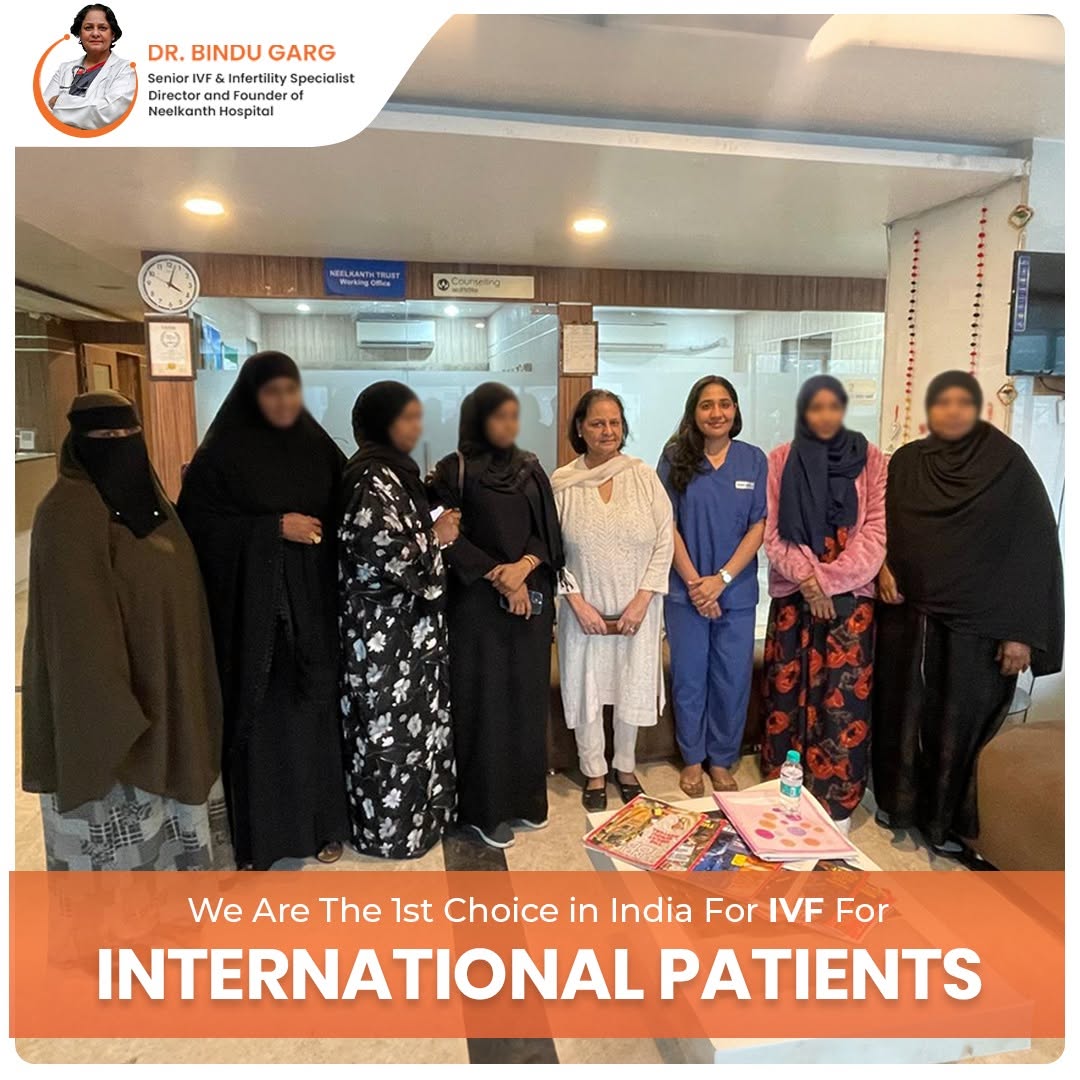 DR. BINDU GARG
Senior IVF & Infertility Specialist
Director and Founder of
Neelkanth Hospital
NEELKANTH TRUST
Working Office
Counselling
We Are The 1st Choice in India For IVF For
INTERNATIONAL PATIENTS